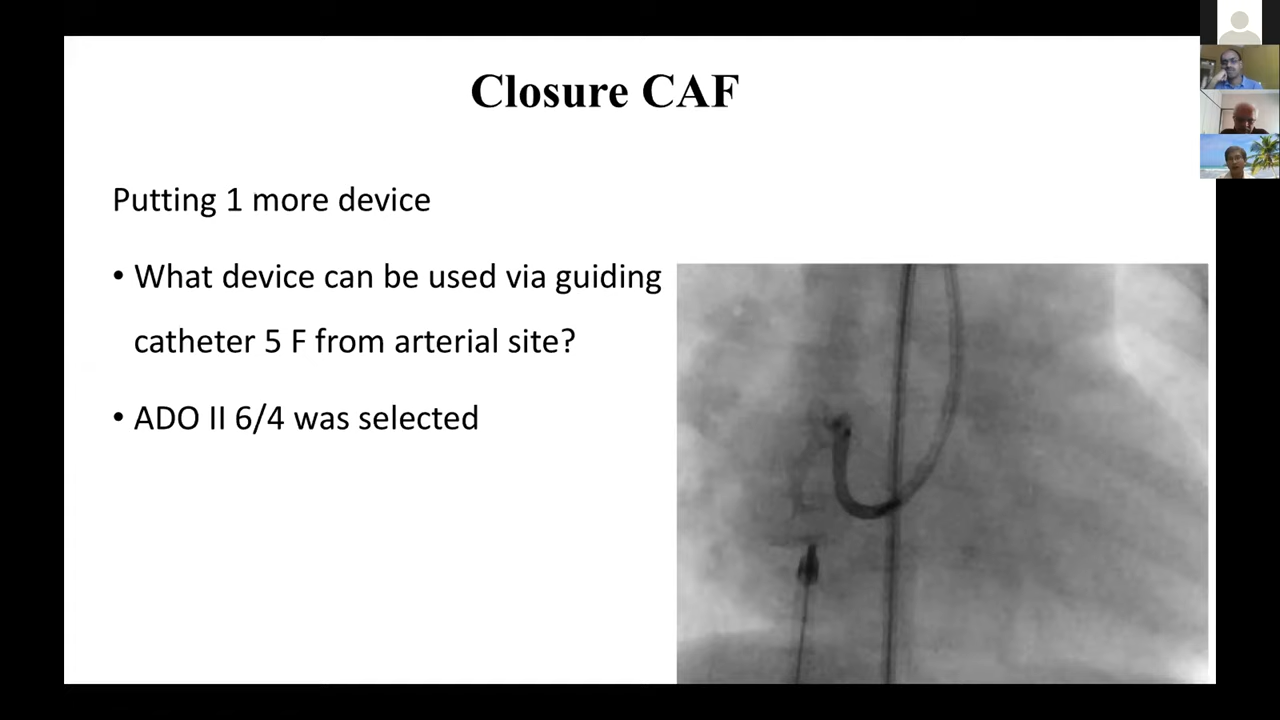 Closure CAF
Putting 1 more device
• What device can be used via guiding
catheter 5 F from arterial site?
• ADO II 6/4 was selected